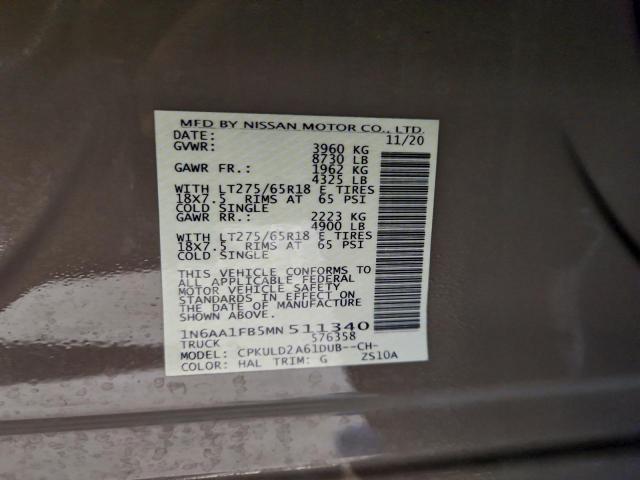 MFD BY NISSAN MOTOR CO., LTD.
DATE: 11/20
GVWR: 3960 KG
8730 LB
GAWR FR.: 1962 KG
4325 LB
WITH LT275/65R18 E TIRES
18X7.5 RIMS AT 65 PSI
COLD SINGLE
GAWR RR.: 2223 KG
4900 LB
WITH LT275/65R18 E TIRES
18X7.5 RIMS AT 65 PSI
COLD SINGLE
THIS VEHICLE CONFORMS TO
ALL APPLICABLE FEDERAL
MOTOR VEHICLE SAFETY
STANDARDS IN EFFECT ON
THE DATE OF MANUFACTURE
SHOWN ABOVE.
1N6AA1FB5MN511340
TRUCK 576358
MODEL: CPKULD2A61DUB--CH-
COLOR: HAL TRIM: G ZS10A